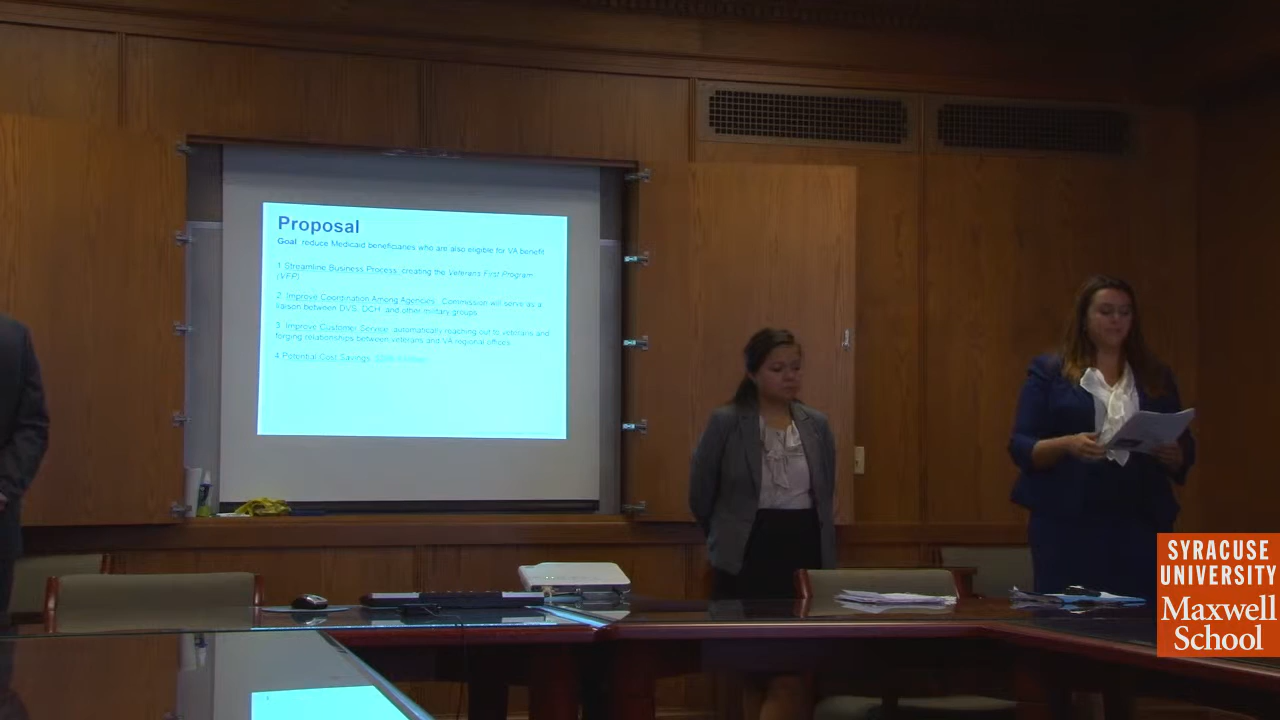 Proposal
Goal: reduce Medicaid beneficiaries who are also eligible for VA benefit
1. Streamline Business Process: creating the Veterans First Program
(VFP)
2. Improve Coordination Among Agencies: Commission will serve as a
liaison between DVS, DCH, and other military groups
3. Improve Customer Service: automatically reaching out to veterans and
forging relationships between veterans and VA regional offices
4. Potential Cost Savings:
SYRACUSE
UNIVERSITY
Maxwell
School